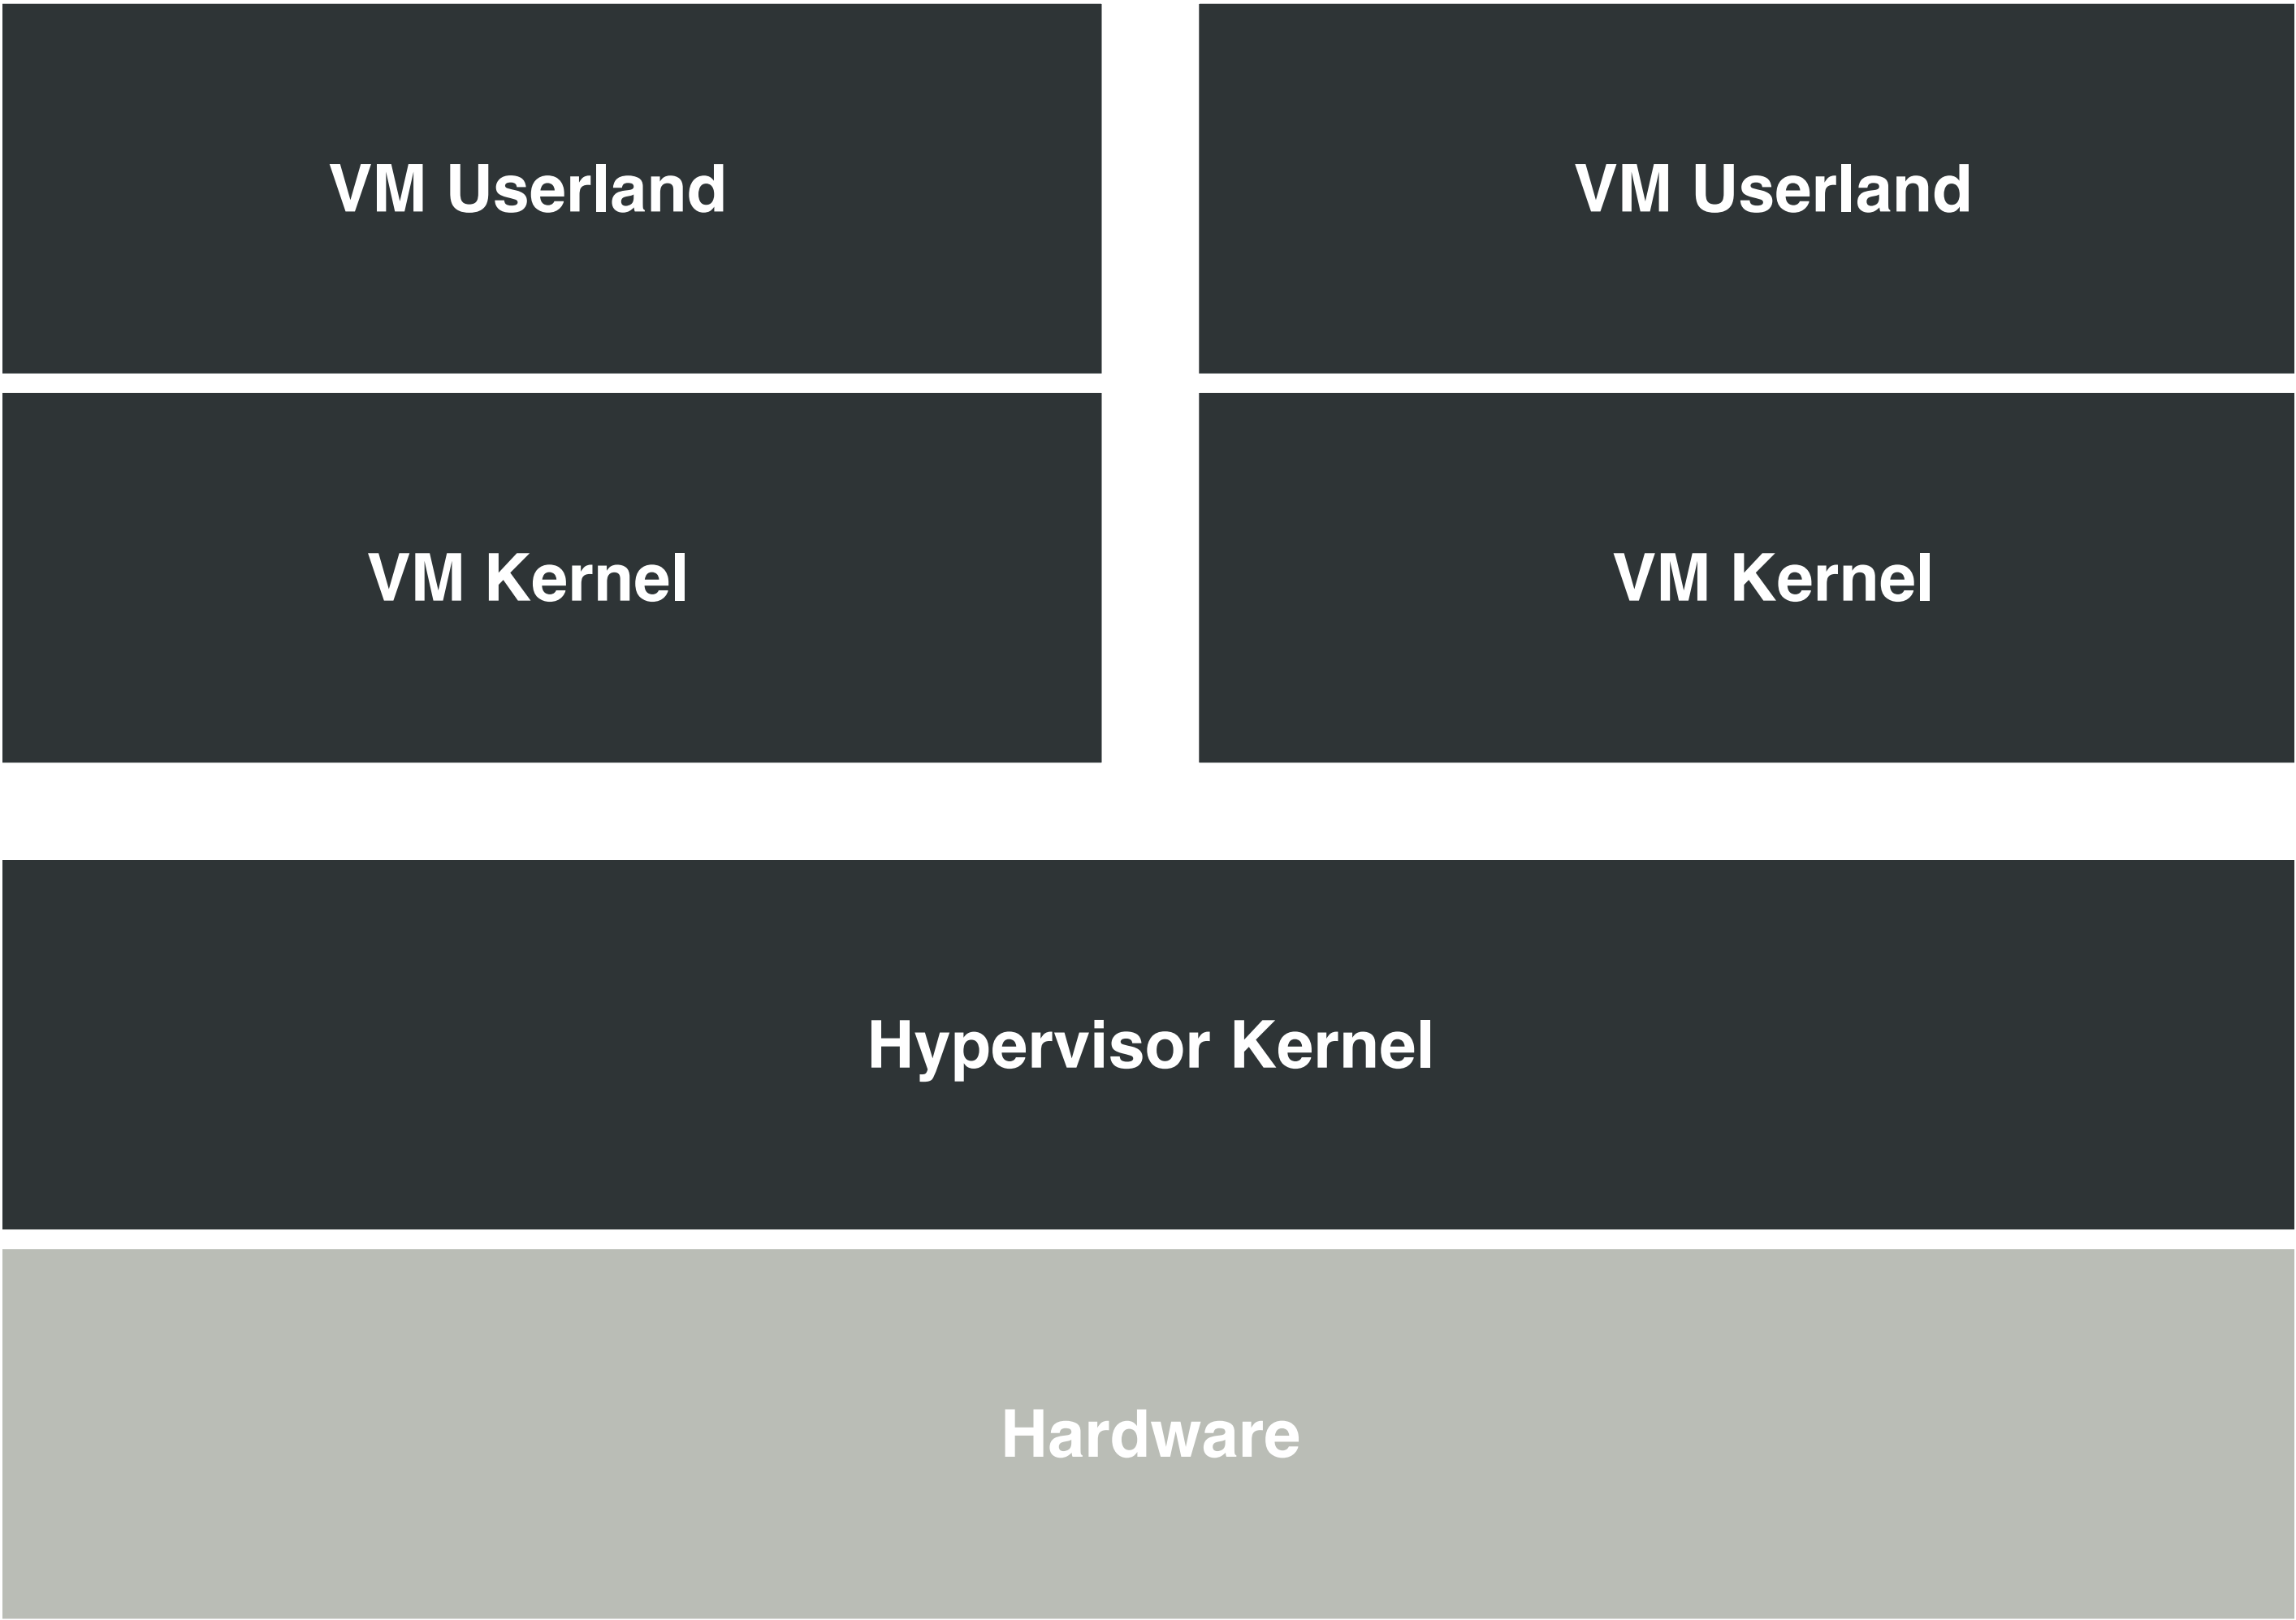 VM Userland
VM Userland
VM Kernel
VM Kernel
Hypervisor Kernel
Hardware